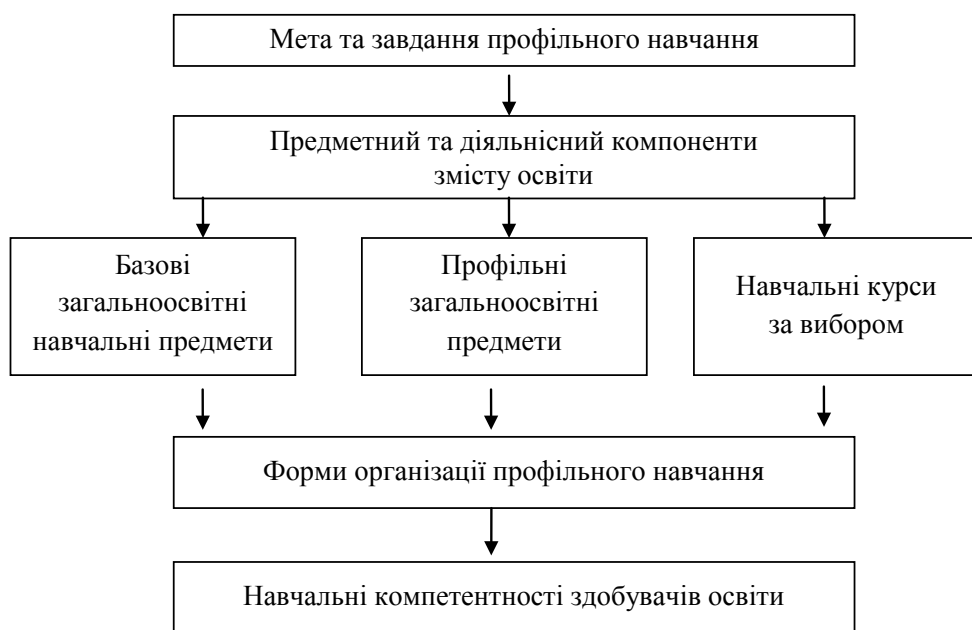 Мета та завдання профільного навчання
Предметний та діяльнісний компоненти
змісту освіти
Базові
загальноосвітні
навчальні предмети
Профільні
загальноосвітні
предмети
Навчальні курси
за вибором
Форми організації профільного навчання
Навчальні компетентності здобувачів освіти